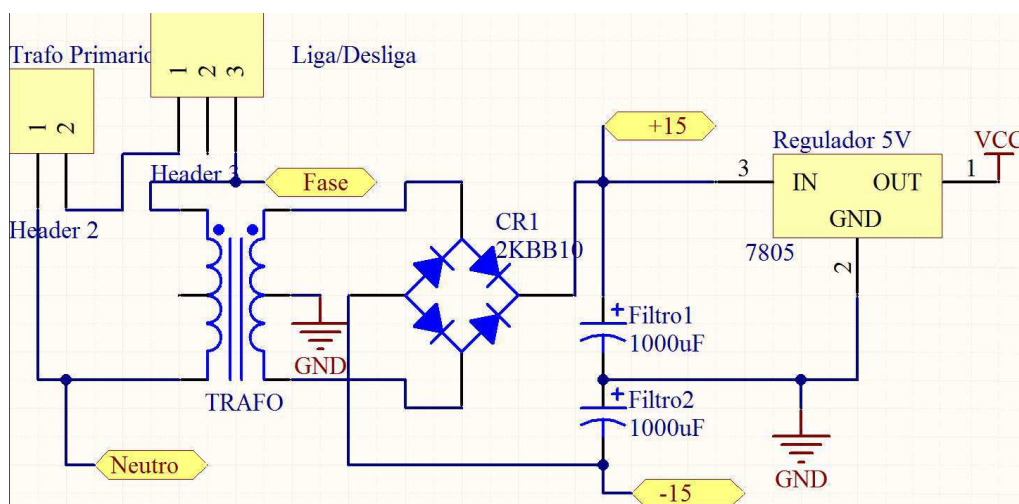 Trafo Primario
Liga/Desliga
1 2 3
1 2
Header 3
Header 2
Fase
+15
Regulador 5V
VCC
3 IN OUT 1
GND
7805
2
CR1
2KBB10
GND
TRAFO
+ Filtro1
1000uF
+ Filtro2
1000uF
GND
Neutro
-15